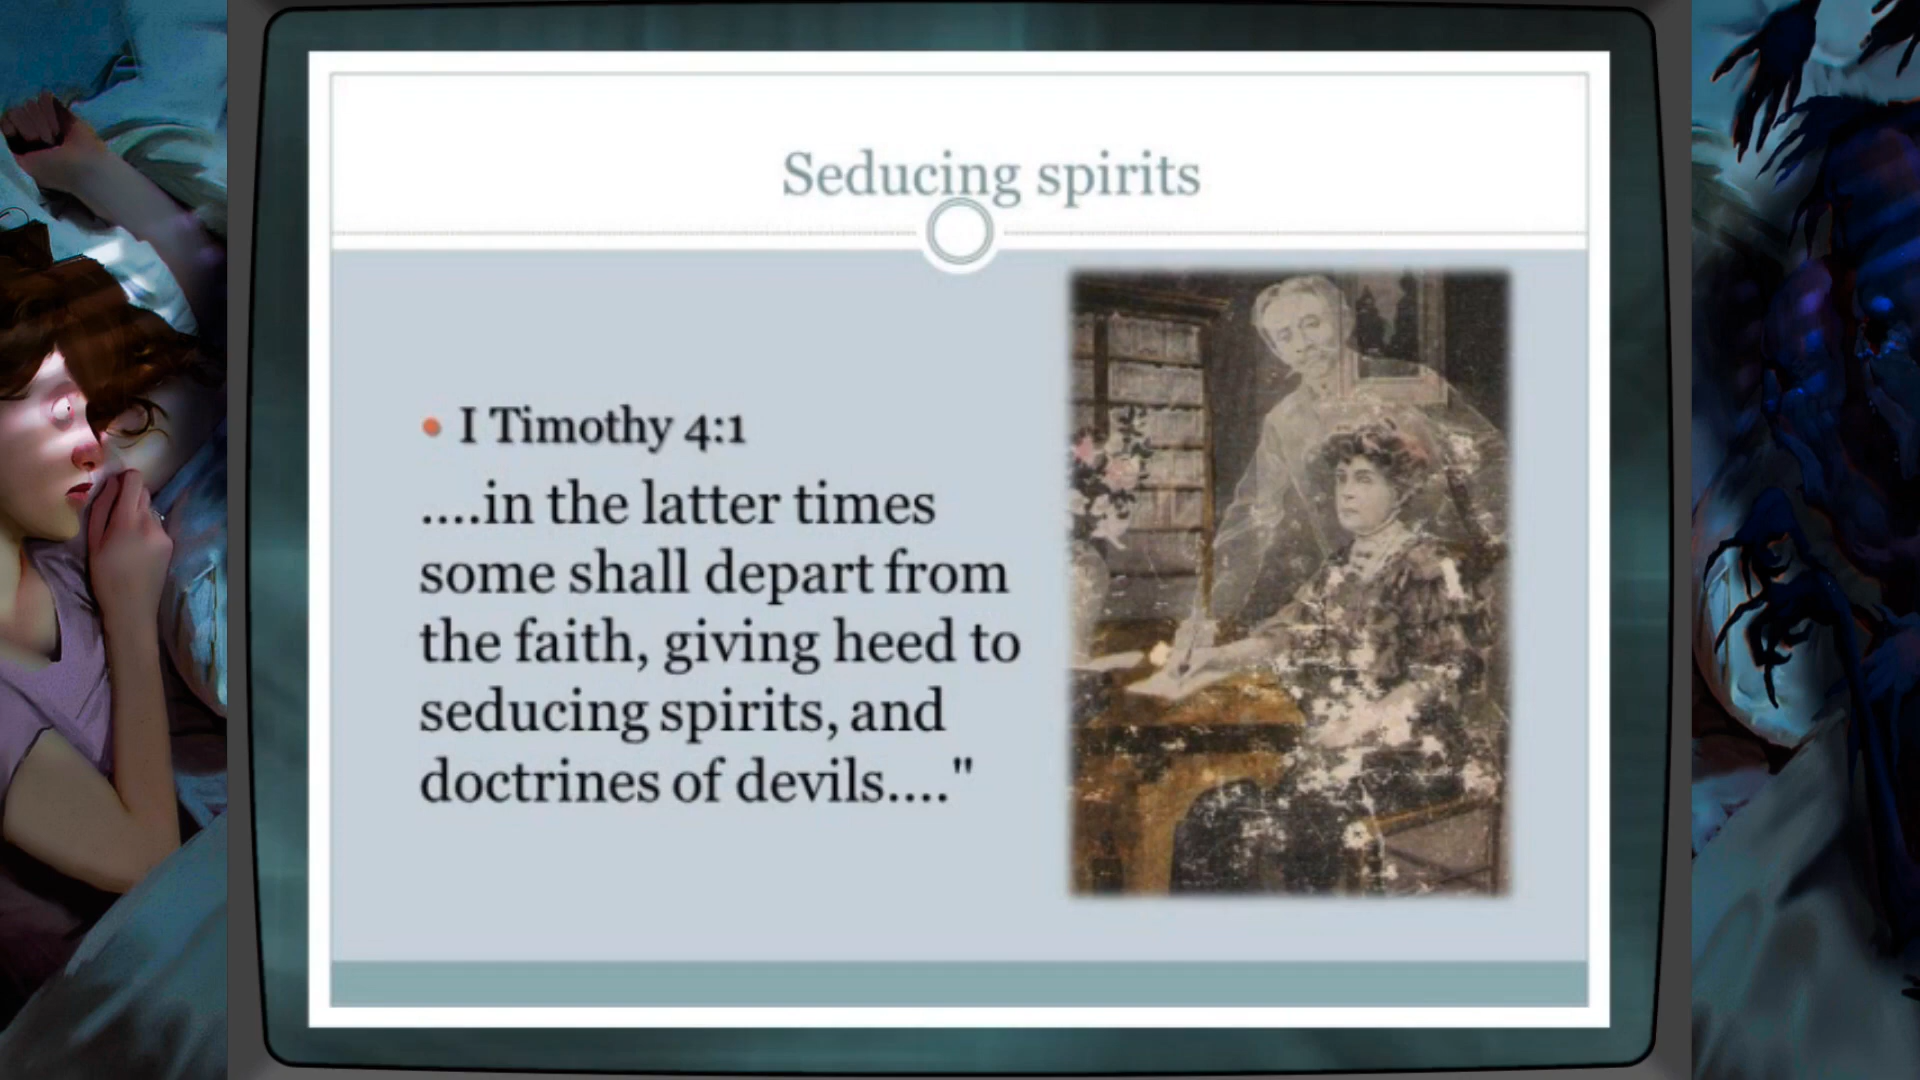 Seducing spirits
• I Timothy 4:1
....in the latter times
some shall depart from
the faith, giving heed to
seducing spirits, and
doctrines of devils...."